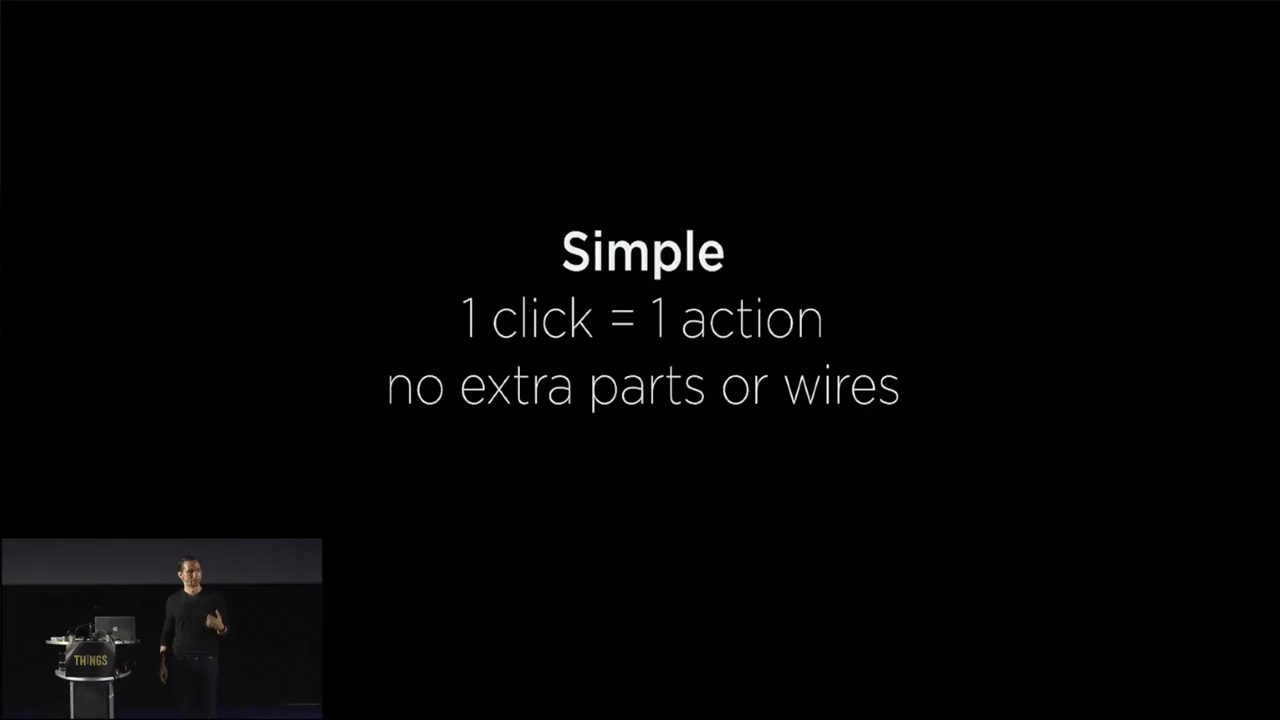 Simple
1 click = 1 action
no extra parts or wires
THINGS